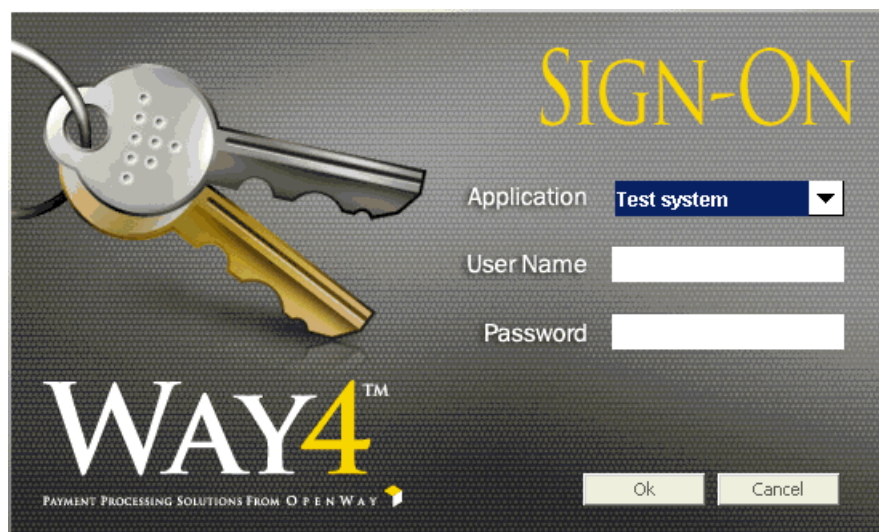 SIGN-ON
Application Test system
User Name
Password
WAY4™
PAYMENT PROCESSING SOLUTIONS FROM OPENWAY
Ok Cancel